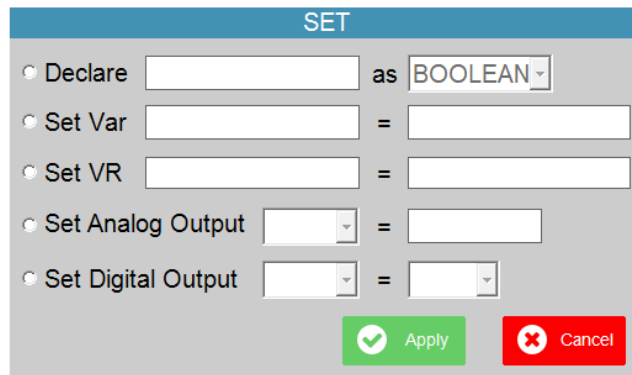 SET
Declare as BOOLEAN
Set Var =
Set VR =
Set Analog Output =
Set Digital Output =
Apply Cancel